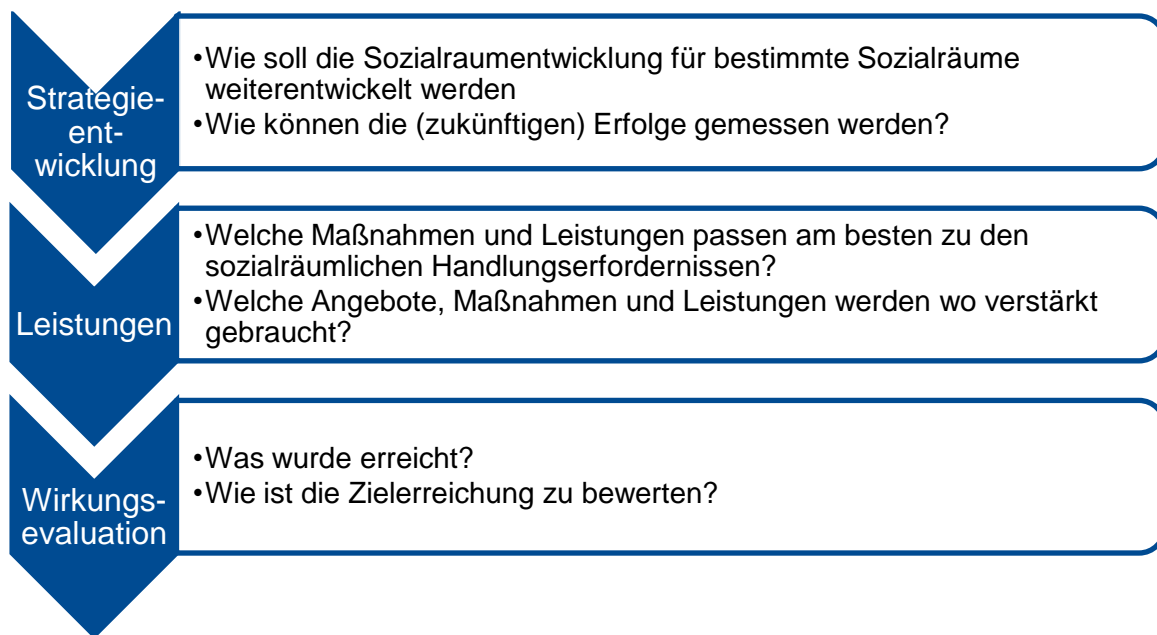 Strategie-
ent-
wicklung
•Wie soll die Sozialraumentwicklung für bestimmte Sozialräume
weiterentwickelt werden
•Wie können die (zukünftigen) Erfolge gemessen werden?
Leistungen
•Welche Maßnahmen und Leistungen passen am besten zu den
sozialräumlichen Handlungserfordernissen?
•Welche Angebote, Maßnahmen und Leistungen werden wo verstärkt
gebraucht?
Wirkungs-
evaluation
•Was wurde erreicht?
•Wie ist die Zielerreichung zu bewerten?